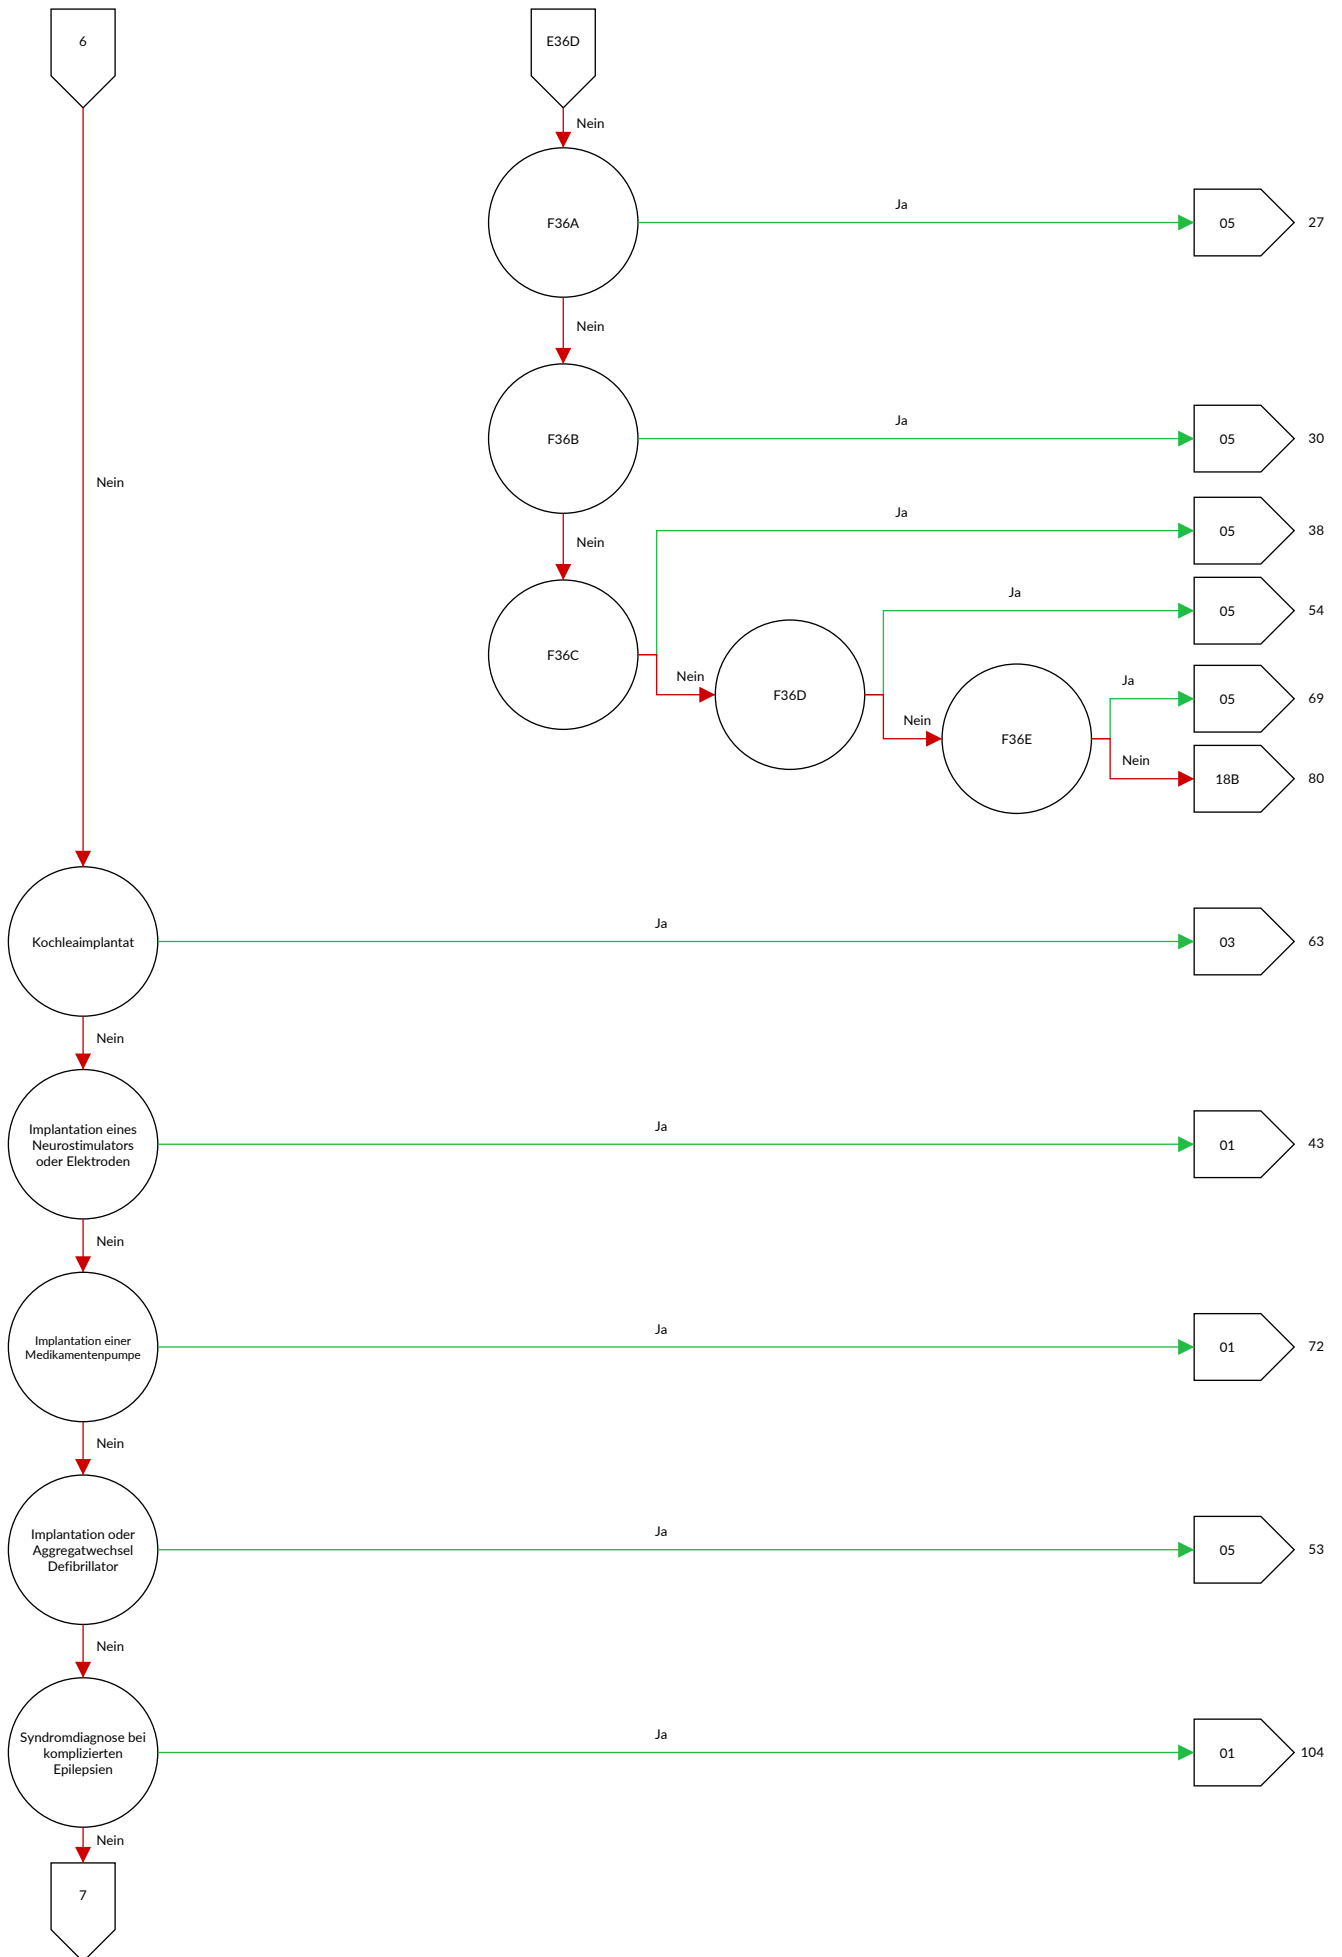 6
E36D
Nein
F36A
Ja
05
27
Nein
F36B
Ja
05
30
Nein
Nein
Ja
05
38
F36C
Nein
F36D
Ja
05
54
Nein
F36E
Ja
05
69
Nein
18B
80
Kochleaimplantat
Ja
03
63
Nein
Implantation eines
Neurostimulators
oder Elektroden
Ja
01
43
Nein
Implantation einer
Medikamentenpumpe
Ja
01
72
Nein
Implantation oder
Aggregatwechsel
Defibrillator
Ja
05
53
Nein
Syndromdiagnose bei
komplizierten
Epilepsien
Ja
01
104
Nein
7